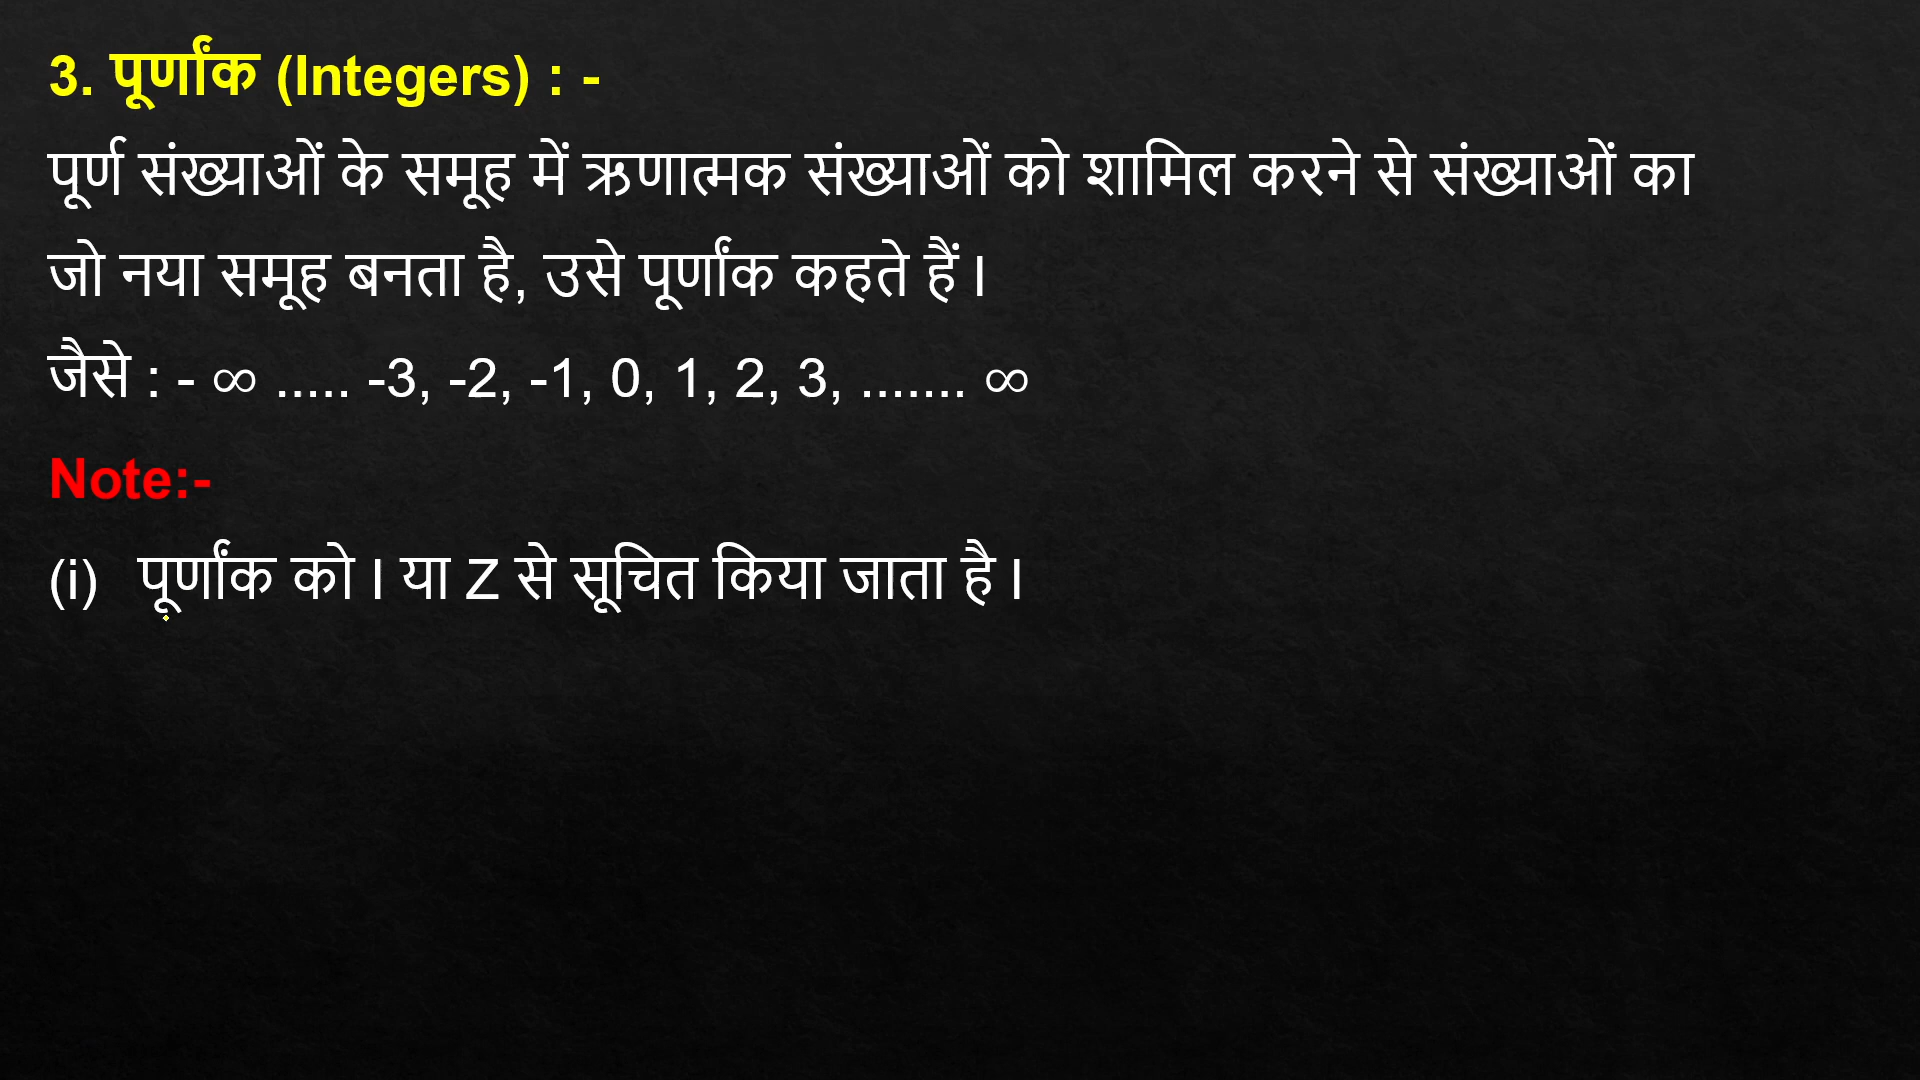 3. पूर्णांक (Integers) : -
पूर्ण संख्याओं के समूह में ऋणात्मक संख्याओं को शामिल करने से संख्याओं का
जो नया समूह बनता है, उसे पूर्णांक कहते हैं।
जैसे : - ∞ ..... -3, -2, -1, 0, 1, 2, 3, ....... ∞
Note:-
(i) पूर्णांक को I या Z से सूचित किया जाता है।